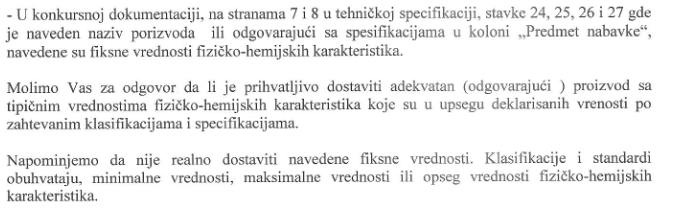 - U konkursnoj dokumentaciji, na stranama 7 i 8 u tehničkoj specifikaciji, stavke 24, 25, 26 i 27 gde
je naveden naziv porizvoda ili odgovarajući sa spesifikacijama u koloni „Predmet nabavke“,
navedene su fiksne vrednosti fizičko-hemijskih karakteristika.
Molimo Vas za odgovor da li je prihvatljivo dostaviti adekvatan (odgovarajući ) proizvod sa
tipičnim vrednostima fizičko-hemijskih karakteristika koje su u upsegu deklarisanih vrenosti po
zahtevanim klasifikacijama i specifikacijama.
Napominjemo da nije realno dostaviti navedene fiksne vrednosti. Klasifikacije i standardi
obuhvataju, minimalne vrednosti, maksimalne vrednosti ili opseg vrednosti fizičko-hemijskih
karakteristika.